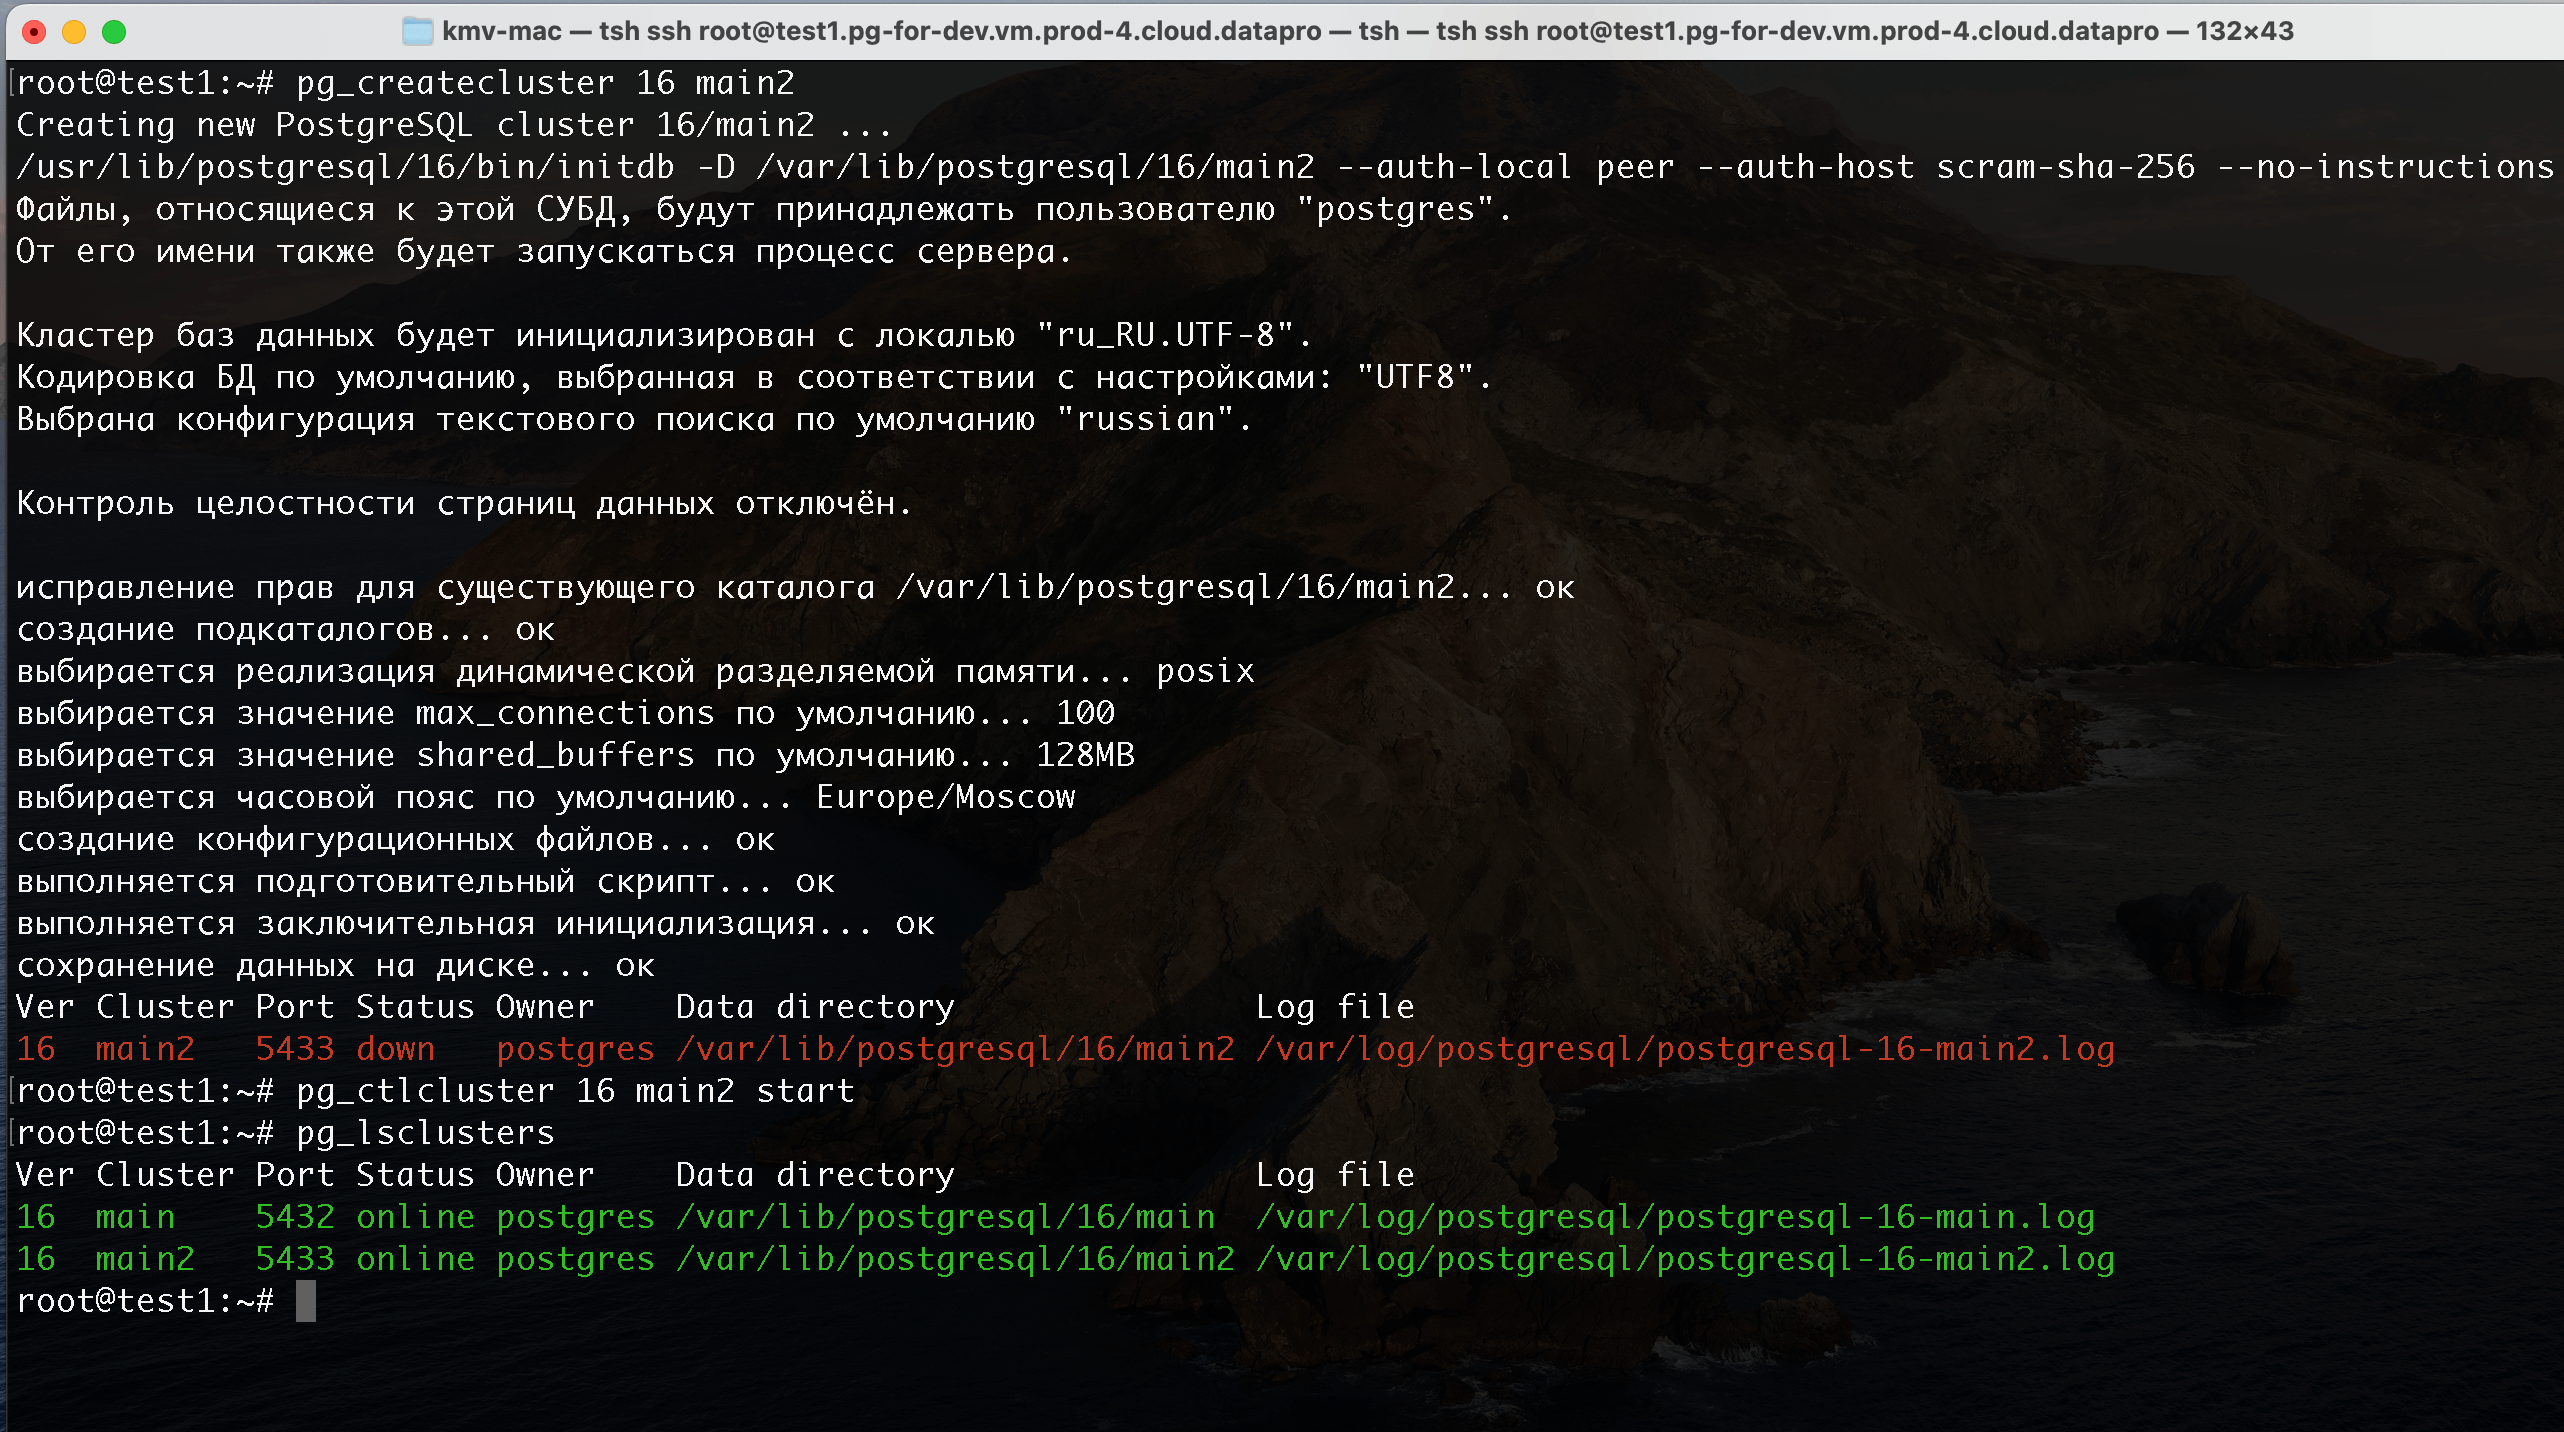 kmv-mac — tsh ssh root@test1.pg-for-dev.vm.prod-4.cloud.datapro — tsh — tsh ssh root@test1.pg-for-dev.vm.prod-4.cloud.datapro — 132×43
[root@test1:~# pg_createcluster 16 main2
Creating new PostgreSQL cluster 16/main2 ...
/usr/lib/postgresql/16/bin/initdb -D /var/lib/postgresql/16/main2 --auth-local peer --auth-host scram-sha-256 --no-instructions
Файлы, относящиеся к этой СУБД, будут принадлежать пользователю "postgres".
От его имени также будет запускаться процесс сервера.
Кластер баз данных будет инициализирован с локалью "ru_RU.UTF-8".
Кодировка БД по умолчанию, выбранная в соответствии с настройками: "UTF8".
Выбрана конфигурация текстового поиска по умолчанию "russian".
Контроль целостности страниц данных отключён.
исправление прав для существующего каталога /var/lib/postgresql/16/main2... ок
создание подкаталогов... ок
выбирается реализация динамической разделяемой памяти... posix
выбирается значение max_connections по умолчанию... 100
выбирается значение shared_buffers по умолчанию... 128MB
выбирается часовой пояс по умолчанию... Europe/Moscow
создание конфигурационных файлов... ок
выполняется подготовительный скрипт... ок
выполняется заключительная инициализация... ок
сохранение данных на диске... ок
Ver Cluster Port Status Owner    Data directory               Log file
16  main2   5433 down   postgres /var/lib/postgresql/16/main2 /var/log/postgresql/postgresql-16-main2.log
[root@test1:~# pg_ctlcluster 16 main2 start
[root@test1:~# pg_lsclusters
Ver Cluster Port Status Owner    Data directory               Log file
16  main    5432 online postgres /var/lib/postgresql/16/main  /var/log/postgresql/postgresql-16-main.log
16  main2   5433 online postgres /var/lib/postgresql/16/main2 /var/log/postgresql/postgresql-16-main2.log
root@test1:~#